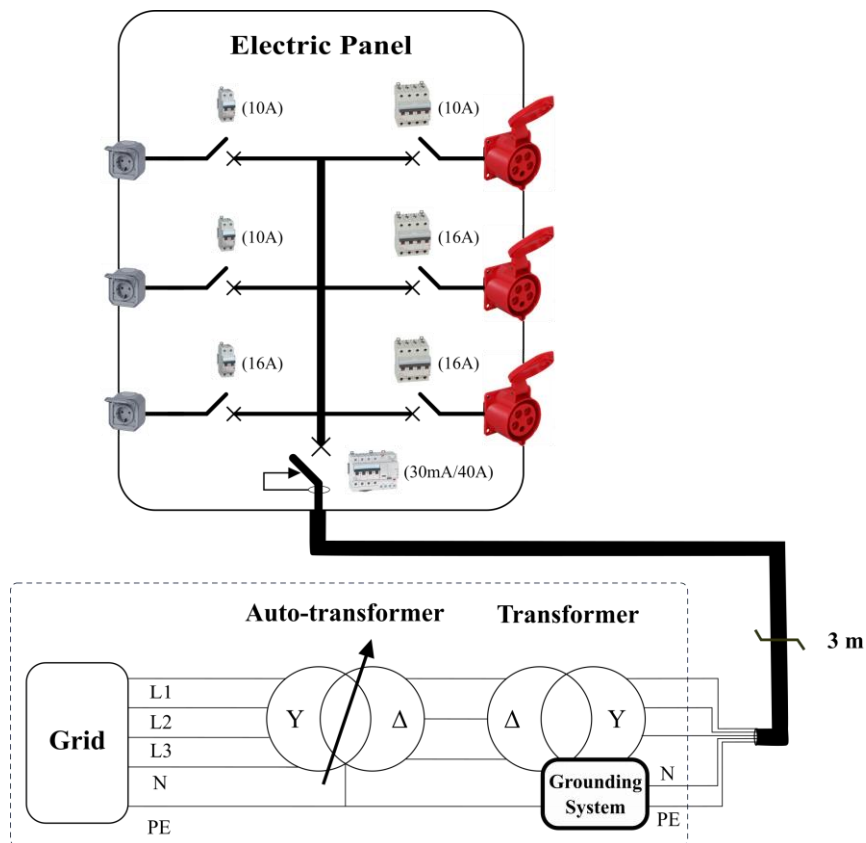 Electric Panel
(10A)
(10A)
(10A)
(16A)
(16A)
(16A)
(30mA/40A)
3 m
Auto-transformer
Transformer
Grid
L1
L2
L3
N
PE
Y
Δ
Δ
Y
Grounding
System
N
PE